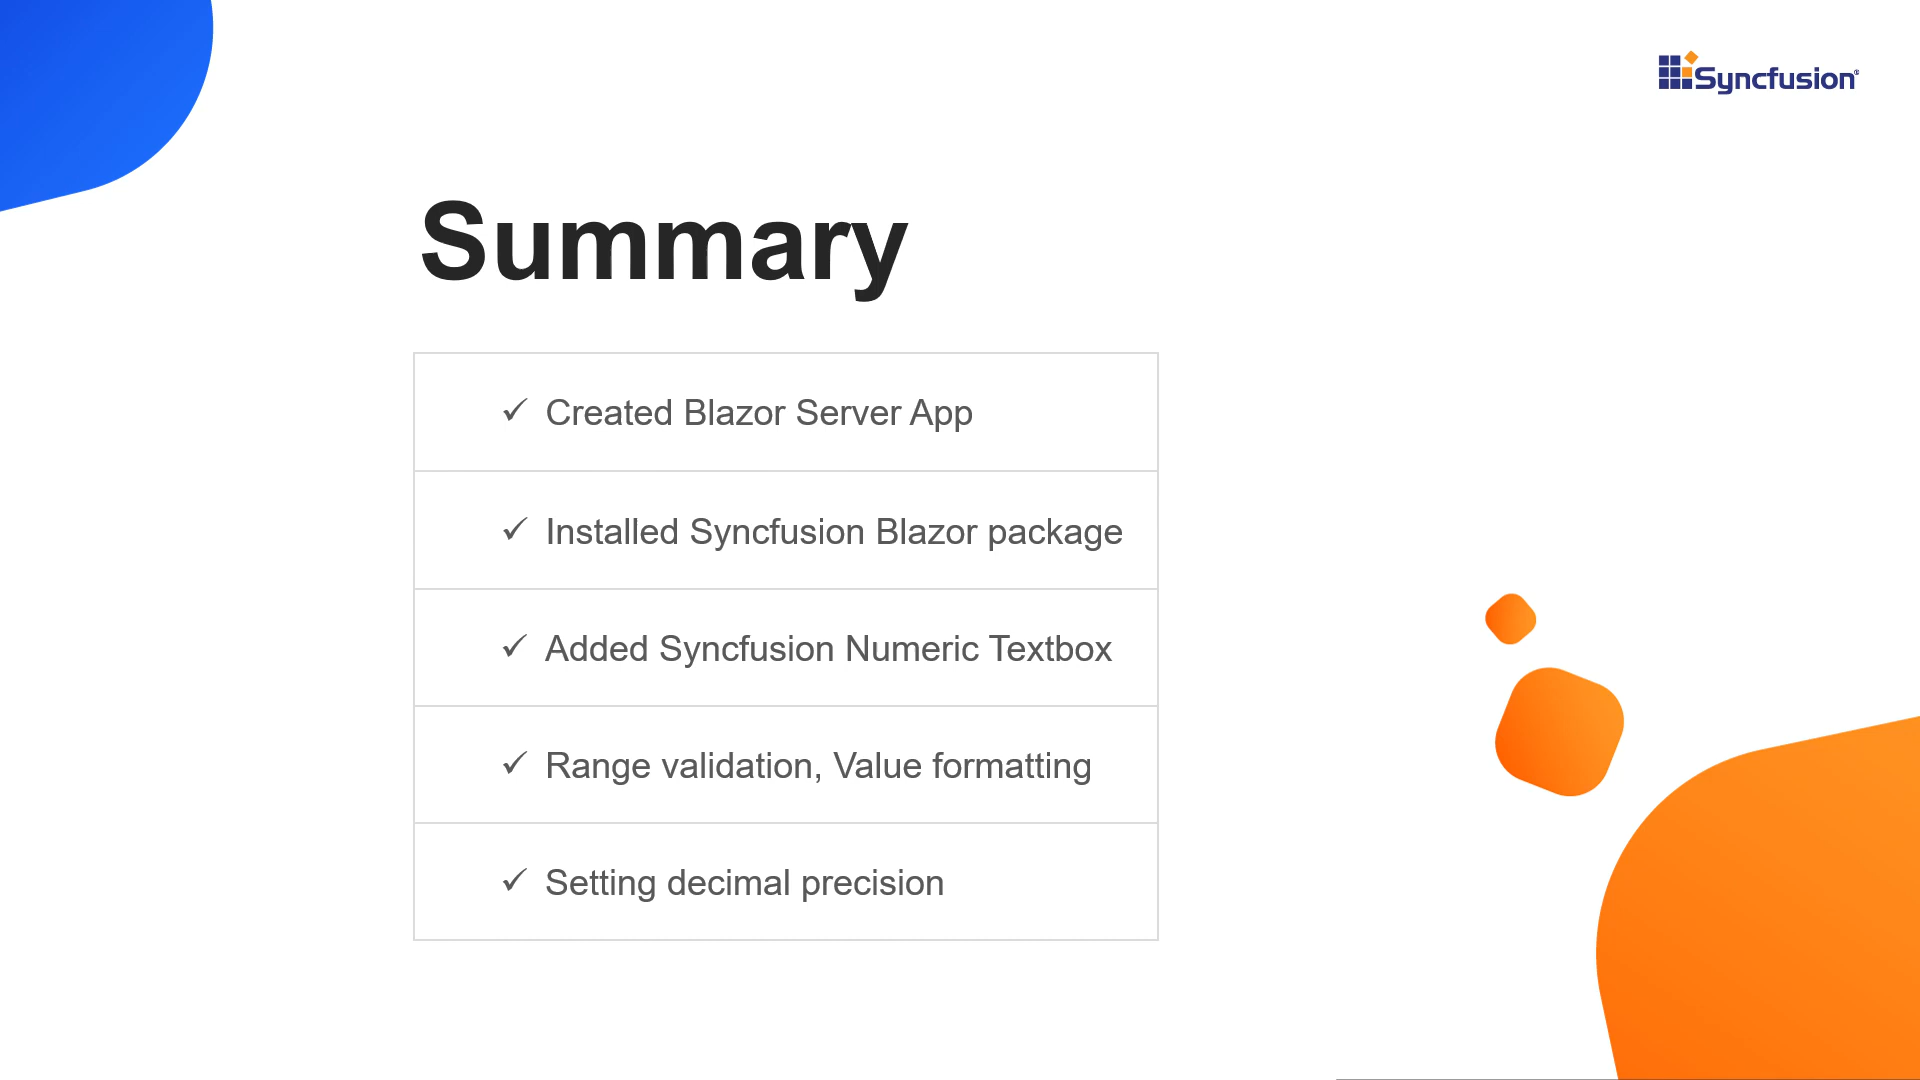 Syncfusion®
Summary
✓ Created Blazor Server App
✓ Installed Syncfusion Blazor package
✓ Added Syncfusion Numeric Textbox
✓ Range validation, Value formatting
✓ Setting decimal precision